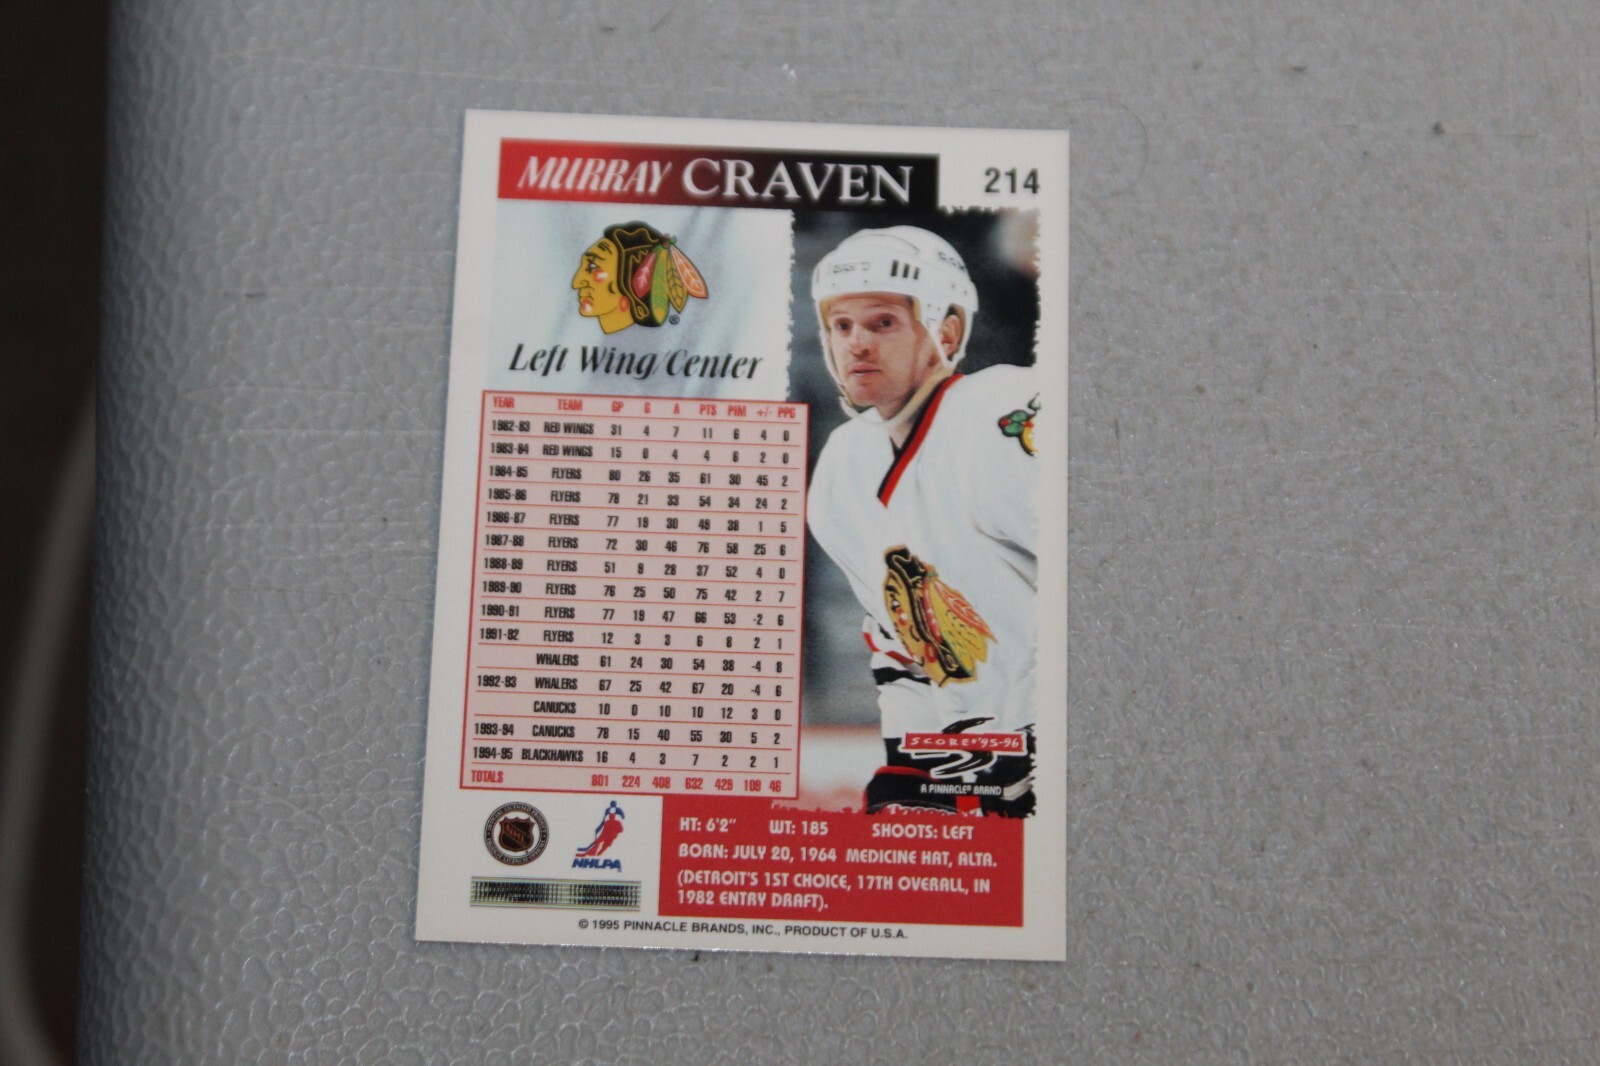 MURRAY CRAVEN
214
Left Wing/Center
YEAR TEAM GP G A PTS PIM +/- PPG
1982-83 RED WINGS 31 4 7 11 6 4 0
1983-84 RED WINGS 15 0 4 4 6 2 0
1984-85 FLYERS 80 26 35 61 30 45 2
1985-86 FLYERS 78 21 33 54 34 24 2
1986-87 FLYERS 77 19 30 49 38 1 5
1987-88 FLYERS 72 30 46 76 58 25 6
1988-89 FLYERS 51 9 28 37 52 4 0
1989-90 FLYERS 76 25 50 75 42 2 7
1990-91 FLYERS 77 19 47 66 53 -2 6
1991-92 FLYERS 12 3 3 6 8 2 1
WHALERS 61 24 30 54 38 -4 8
1992-93 WHALERS 67 25 42 67 20 -4 6
CANUCKS 10 0 10 10 12 3 0
1993-94 CANUCKS 78 15 40 55 30 5 2
1994-95 BLACKHAWKS 16 4 3 7 2 2 1
TOTALS 801 224 408 632 429 109 46
SCORE® '95-96
A PINNACLE® BRAND
NHL
NHLPA
HT: 6'2" WT: 185 SHOOTS: LEFT
BORN: JULY 20, 1964 MEDICINE HAT, ALTA.
(DETROIT'S 1ST CHOICE, 17TH OVERALL, IN
1982 ENTRY DRAFT).
© 1995 PINNACLE BRANDS, INC., PRODUCT OF U.S.A.